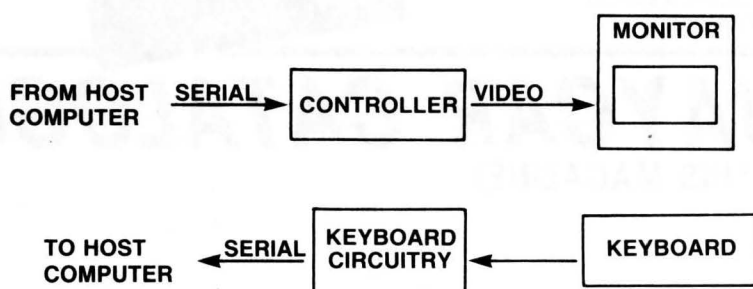 MONITOR
FROM HOST
COMPUTER
SERIAL
CONTROLLER
VIDEO
TO HOST
COMPUTER
SERIAL
KEYBOARD
CIRCUITRY
KEYBOARD